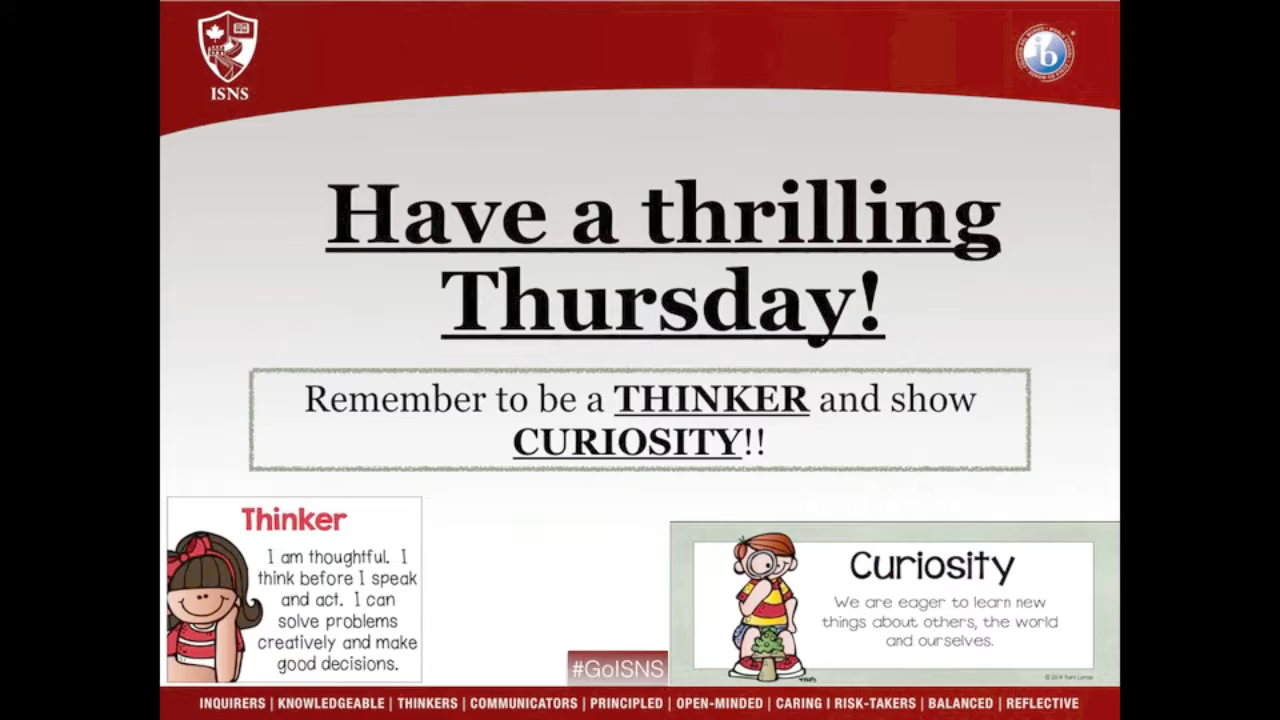 ISNS
ib
Have a thrilling
Thursday!
Remember to be a THINKER and show
CURIOSITY!!
Thinker
I am thoughtful. I
think before I speak
and act. I can
solve problems
creatively and make
good decisions.
Curiosity
We are eager to learn new
things about others, the world
and ourselves.
#GoISNS
INQUIRERS | KNOWLEDGEABLE | THINKERS | COMMUNICATORS | PRINCIPLED | OPEN-MINDED | CARING | RISK-TAKERS | BALANCED | REFLECTIVE